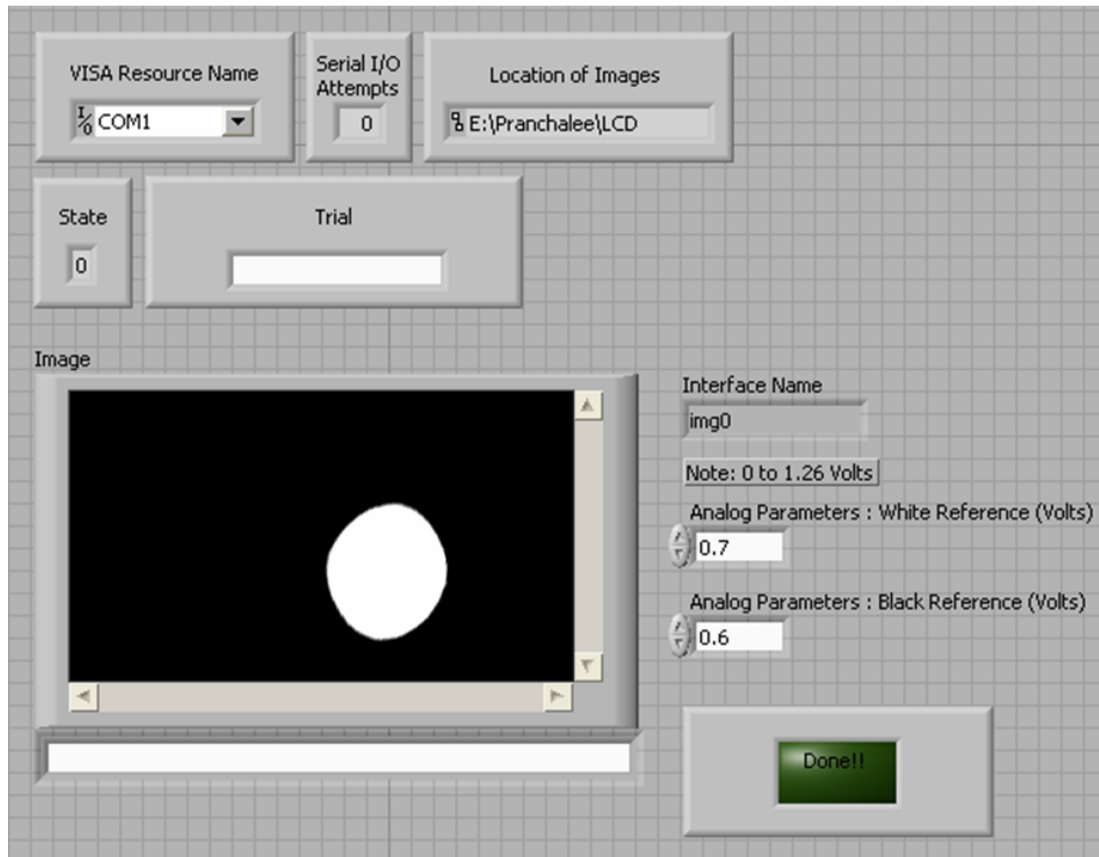 VISA Resource Name
I/O COM1
Serial I/O
Attempts
0
Location of Images
E:\Pranchalee\LCD
State
0
Trial
Image
Interface Name
img0
Note: 0 to 1.26 Volts
Analog Parameters : White Reference (Volts)
0.7
Analog Parameters : Black Reference (Volts)
0.6
Done!!